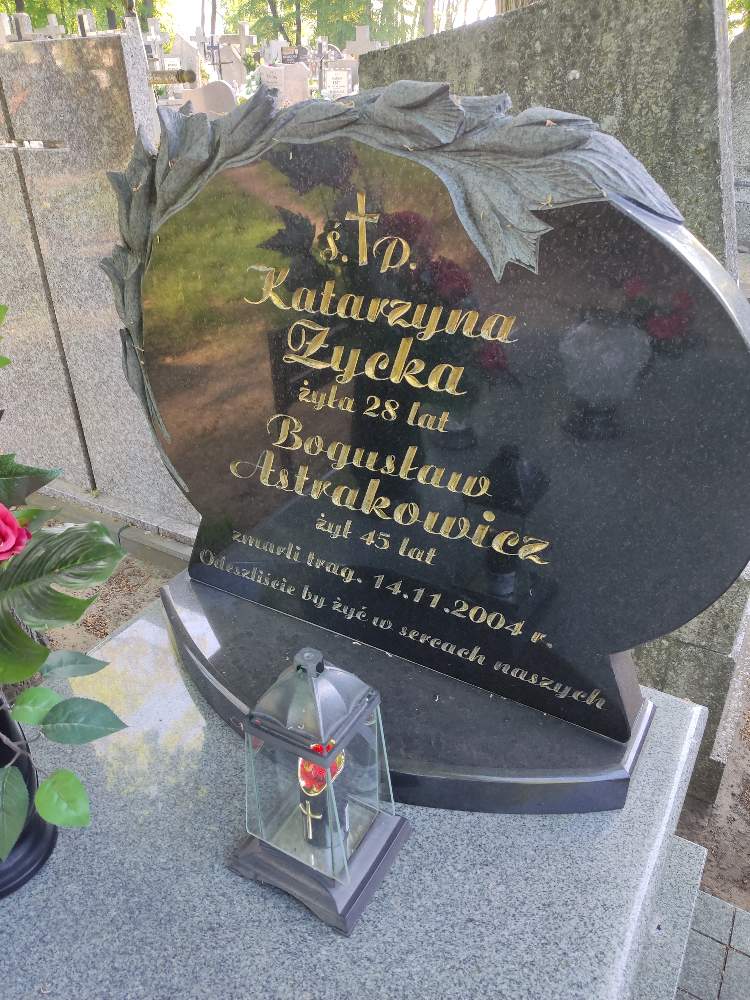 Ś. P.
Katarzyna
Zycka
żyła 28 lat
Bogusław
Astrakowicz
żył 45 lat
zmarli trag. 14.11.2004 r.
Odeszliście by żyć w sercach naszych